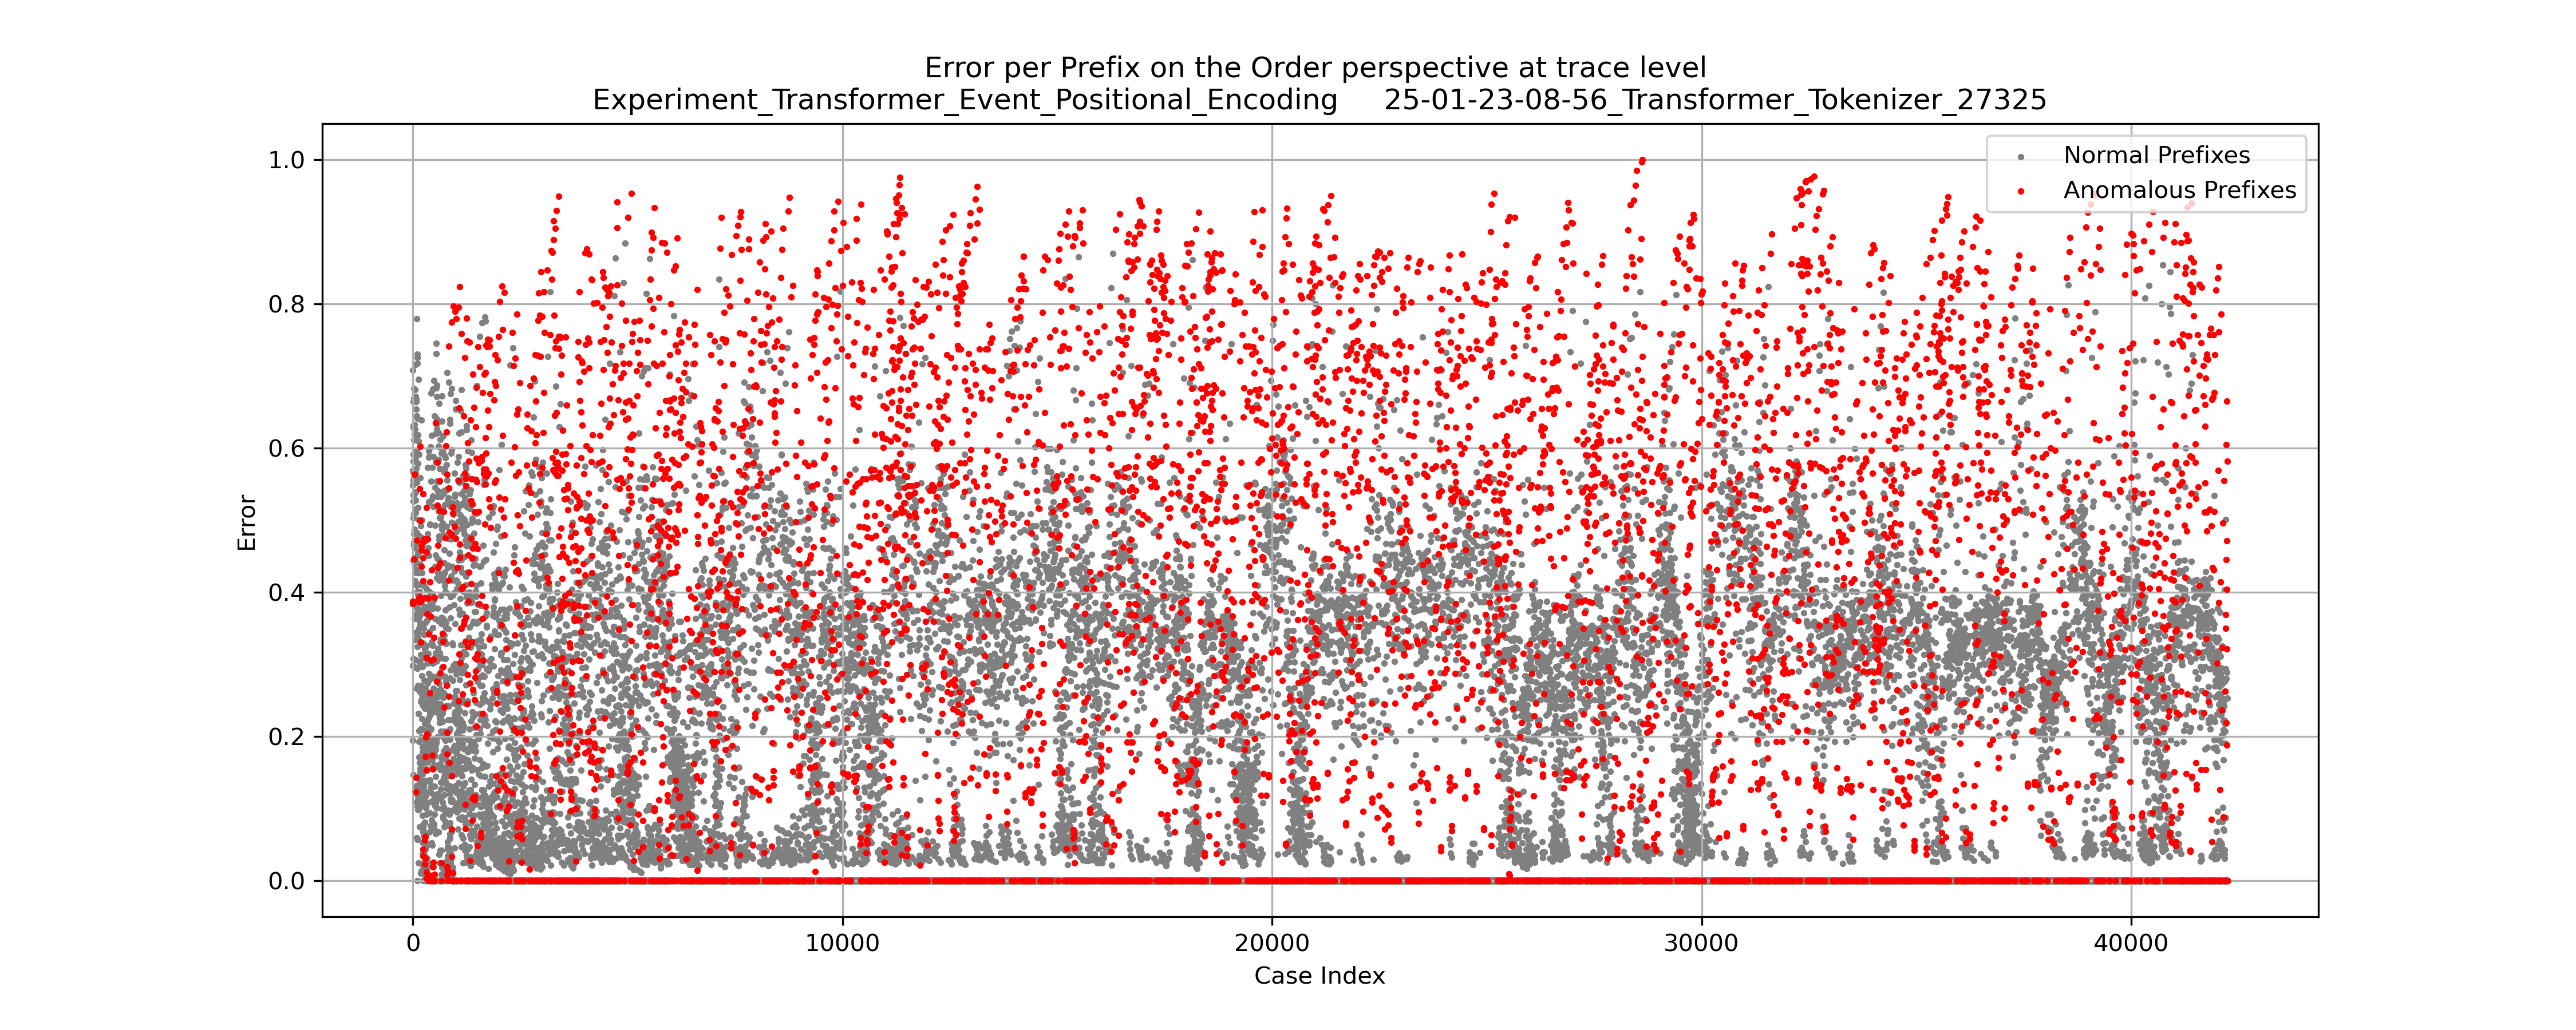 Error per Prefix on the Order perspective at trace level
Experiment_Transformer_Event_Positional_Encoding 25-01-23-08-56_Transformer_Tokenizer_27325
Normal Prefixes
Anomalous Prefixes
1.0
0.8
0.6
0.4
0.2
0.0
Error
0 10000 20000 30000 40000
Case Index